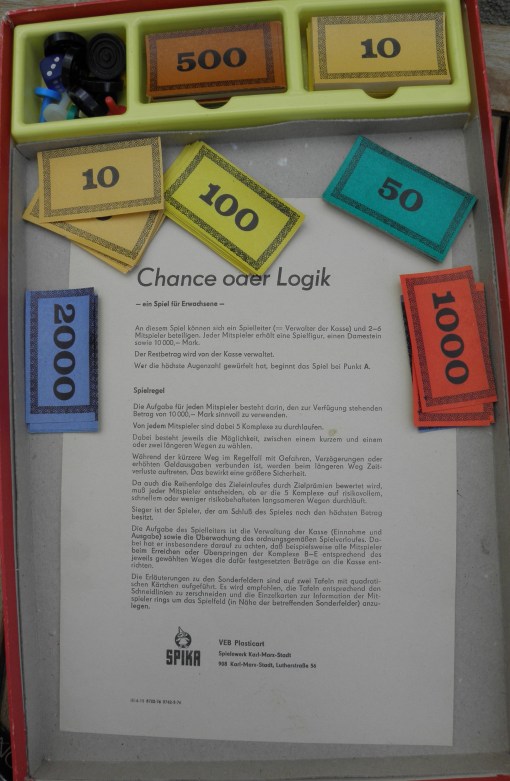 500
10
10
100
50
2000
1000
Chance oder Logik
— ein Spiel für Erwachsene —
An diesem Spiel können sich ein Spielleiter (= Verwalter der Kasse) und 2—6
Mitspieler beteiligen. Jeder Mitspieler erhält eine Spielfigur, einen Damestein
sowie 10 000,— Mark.
Der Restbetrag wird von der Kasse verwaltet.
Wer die höchste Augenzahl gewürfelt hat, beginnt das Spiel bei Punkt A.
Spielregel
Die Aufgabe für jeden Mitspieler besteht darin, den zur Verfügung stehenden
Betrag von 10 000,— Mark sinnvoll zu verwenden.
Von jedem Mitspieler sind dabei 5 Komplexe zu durchlaufen.
Dabei besteht jeweils die Möglichkeit, zwischen einem kurzem und einem
oder zwei längeren Wegen zu wählen.
Während der kürzere Weg im Regelfall mit Gefahren, Verzögerungen oder
erhöhten Geldausgaben verbunden ist, werden beim längeren Weg Zeit-
verluste auftreten. Das bewirkt eine größere Sicherheit.
Da auch die Reihenfolge des Zieleinlaufes durch Zielprämien bewertet wird,
muß jeder Mitspieler entscheiden, ob er die 5 Komplexe auf risikovollem,
schnellem oder weniger risikobehafteten langsameren Wegen durchläuft.
Sieger ist der Spieler, der am Schluß des Spieles noch den höchsten Betrag
besitzt.
Die Aufgabe des Spielleiters ist die Verwaltung der Kasse (Einnahme und
Ausgabe) sowie die Überwachung des ordnungsgemäßen Spielverlaufes. Da-
bei hat er insbesondere darauf zu achten, daß beispielsweise alle Mitspieler
beim Erreichen oder Überspringen der Komplexe B—E entsprechend des
jeweils gewählten Weges die dafür festgesetzten Beträge an die Kasse ent-
richten.
Die Erläuterungen zu den Sonderfeldern sind auf zwei Tafeln mit quadrati-
schen Kärtchen aufgeführt. Es wird empfohlen, die Tafeln entsprechend den
Schneidlinien zu zerschneiden und die Einzelkarten zur Information der Mit-
spieler rings um das Spielfeld (in Nähe der betreffenden Sonderfelder) anzu-
legen.
SPIKA
VEB Plasticart
Spielewerk Karl-Marx-Stadt
908 Karl-Marx-Stadt, Lutherstraße 56